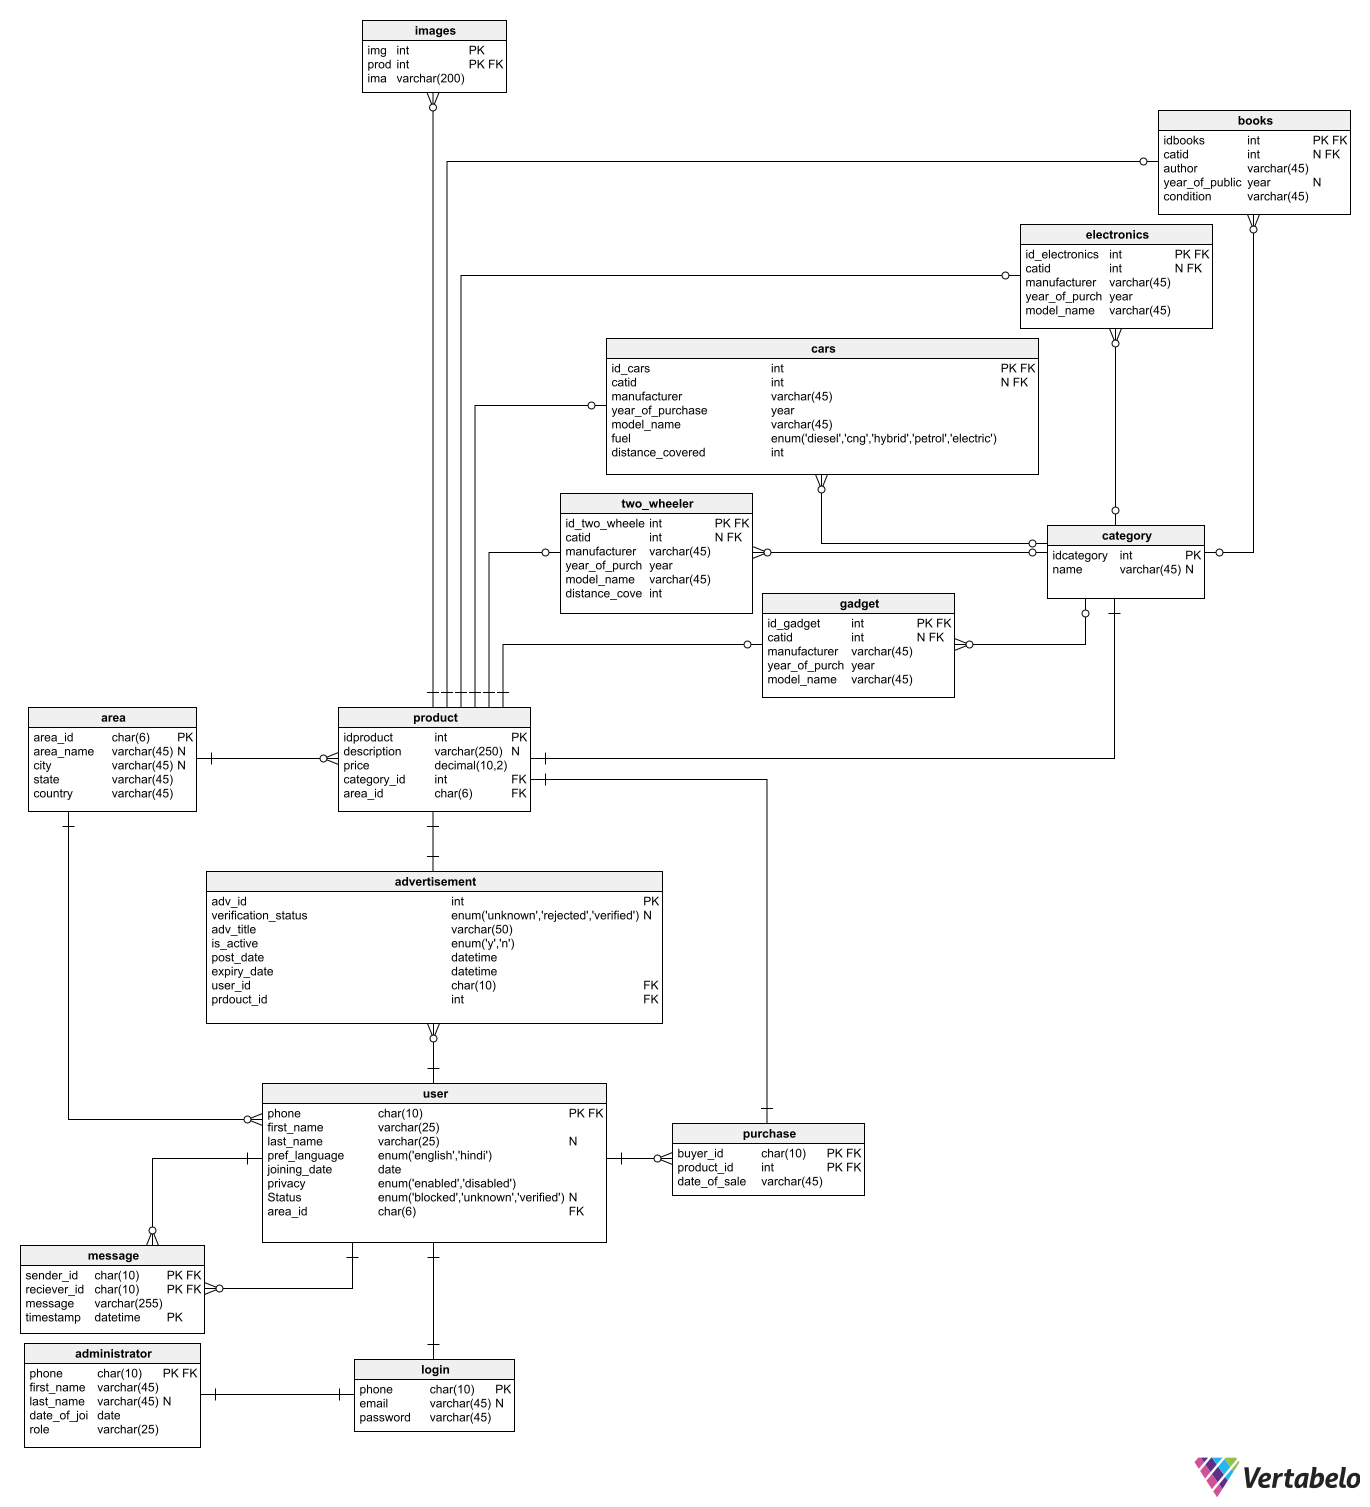 images
img int PK
prod int PK FK
ima varchar(200)
books
idbooks int PK FK
catid int N FK
author varchar(45)
year_of_public year N
condition varchar(45)
electronics
id_electronics int PK FK
catid int N FK
manufacturer varchar(45)
year_of_purch year
model_name varchar(45)
cars
id_cars int PK FK
catid int N FK
manufacturer varchar(45)
year_of_purchase year
model_name varchar(45)
fuel enum('diesel','cng','hybrid','petrol','electric')
distance_covered int
two_wheeler
id_two_wheele int PK FK
catid int N FK
manufacturer varchar(45)
year_of_purch year
model_name varchar(45)
distance_cove int
category
idcategory int PK
name varchar(45) N
gadget
id_gadget int PK FK
catid int N FK
manufacturer varchar(45)
year_of_purch year
model_name varchar(45)
area
area_id char(6) PK
area_name varchar(45) N
city varchar(45) N
state varchar(45)
country varchar(45)
product
idproduct int PK
description varchar(250) N
price decimal(10,2)
category_id int FK
area_id char(6) FK
advertisement
adv_id int PK
verification_status enum('unknown','rejected','verified') N
adv_title varchar(50)
is_active enum('y','n')
post_date datetime
expiry_date datetime
user_id char(10) FK
prdouct_id int FK
user
phone char(10) PK FK
first_name varchar(25)
last_name varchar(25) N
pref_language enum('english','hindi')
joining_date date
privacy enum('enabled','disabled')
Status enum('blocked','unknown','verified') N
area_id char(6) FK
purchase
buyer_id char(10) PK FK
product_id int PK FK
date_of_sale varchar(45)
message
sender_id char(10) PK FK
reciever_id char(10) PK FK
message varchar(255)
timestamp datetime PK
administrator
phone char(10) PK FK
first_name varchar(45)
last_name varchar(45) N
date_of_joi date
role varchar(25)
login
phone char(10) PK
email varchar(45) N
password varchar(45)
Vertabelo